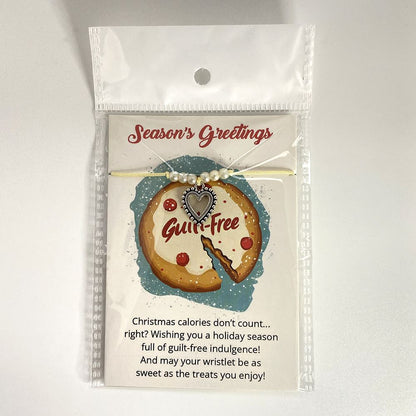 Season's Greetings
Guilt-Free
Christmas calories don't count...
right? Wishing you a holiday season
full of guilt-free indulgence!
And may your wristlet be as
sweet as the treats you enjoy!